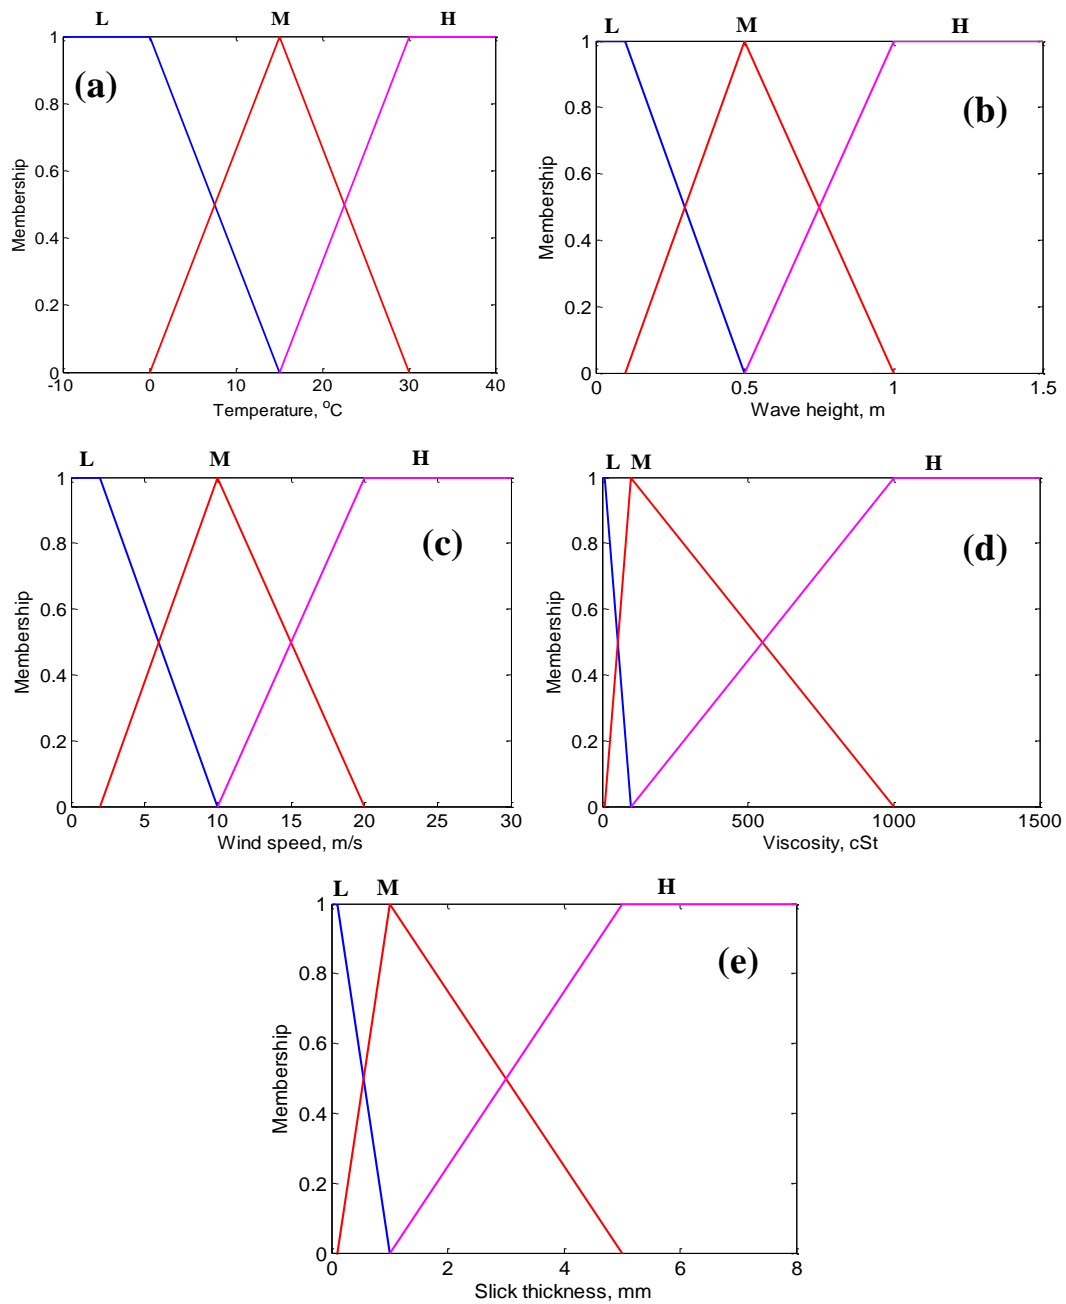 L M H
1
0.8
0.6
0.4
0.2
0
Membership
(a)
-10 0 10 20 30 40
Temperature, °C
L M H
1
0.8
0.6
0.4
0.2
0
Membership
(b)
0 0.5 1 1.5
Wave height, m
L M H
1
0.8
0.6
0.4
0.2
0
Membership
(c)
0 5 10 15 20 25 30
Wind speed, m/s
L M H
1
0.8
0.6
0.4
0.2
0
Membership
(d)
0 500 1000 1500
Viscosity, cSt
L M H
1
0.8
0.6
0.4
0.2
0
Membership
(e)
0 2 4 6 8
Slick thickness, mm